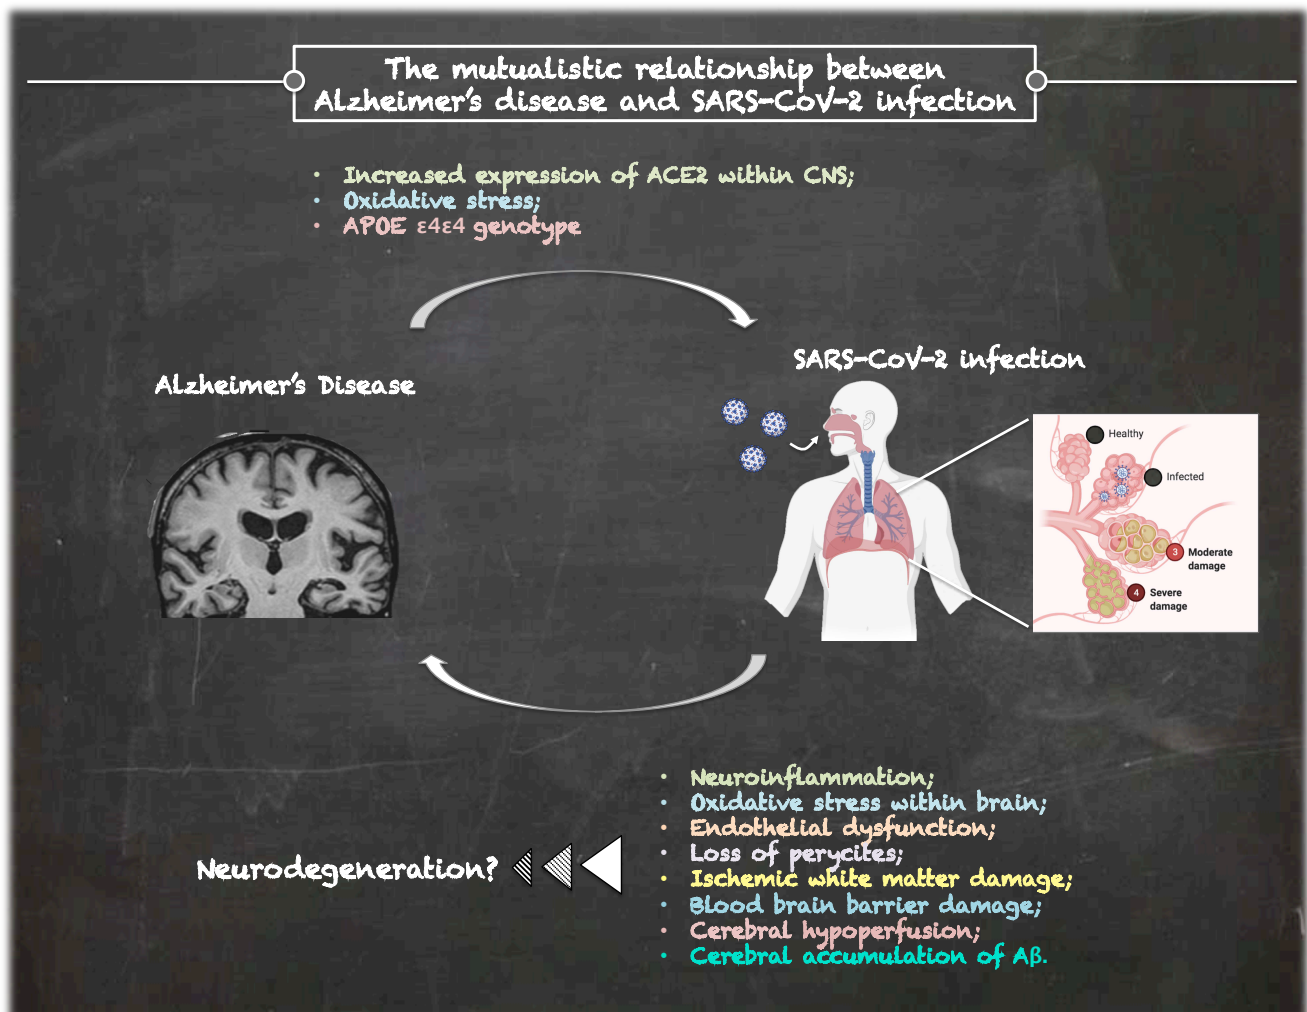 The mutualistic relationship between
Alzheimer's disease and SARS-CoV-2 infection
• Increased expression of ACE2 within CNS;
• Oxidative stress;
• APOE ε4ε4 genotype
SARS-CoV-2 infection
Alzheimer's Disease
Healthy
Infected
3 Moderate
damage
4 Severe
damage
• Neuroinflammation;
• Oxidative stress within brain;
• Endothelial dysfunction;
• Loss of perycites;
• Ischemic white matter damage;
• Blood brain barrier damage;
• Cerebral hypoperfusion;
• Cerebral accumulation of Aβ.
Neurodegeneration?